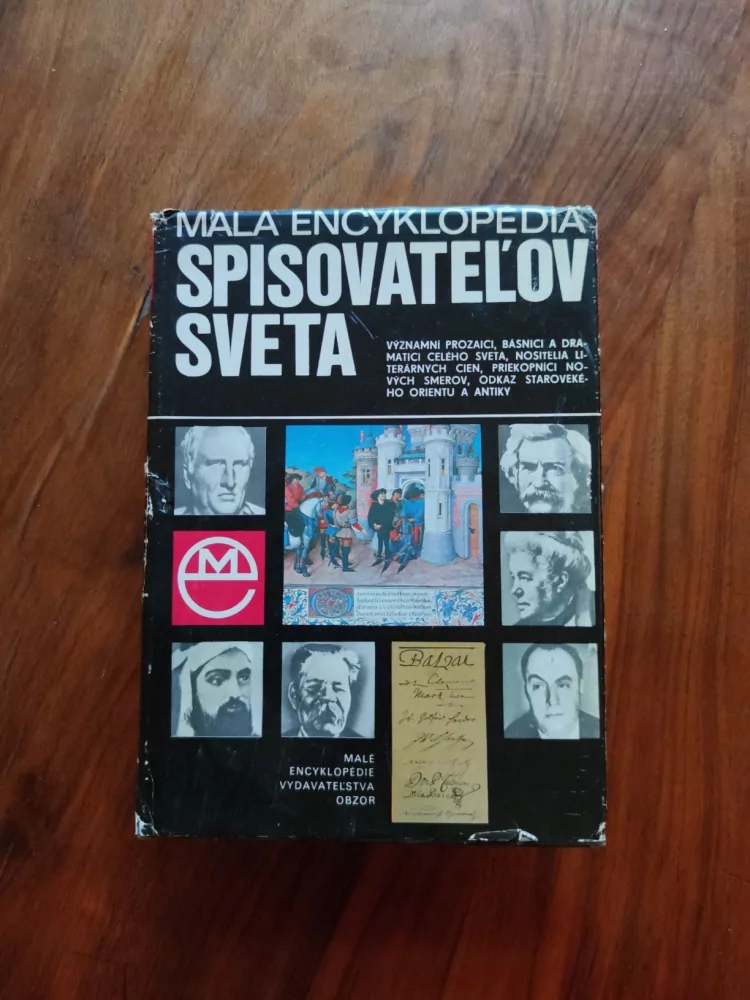 MALÁ ENCYKLOPÉDIA
SPISOVATEĽOV
SVETA
VÝZNAMNÍ PROZAICI, BÁSNICI A DRA-
MATICI CELÉHO SVETA, NOSITELIA LI-
TERÁRNYCH CIEN, PRIEKOPNÍCI NO-
VÝCH SMEROV, ODKAZ STAROVEKÉ-
HO ORIENTU A ANTIKY
M e
Balzac
MALÉ
ENCYKLOPÉDIE
VYDAVATEĽSTVA
OBZOR